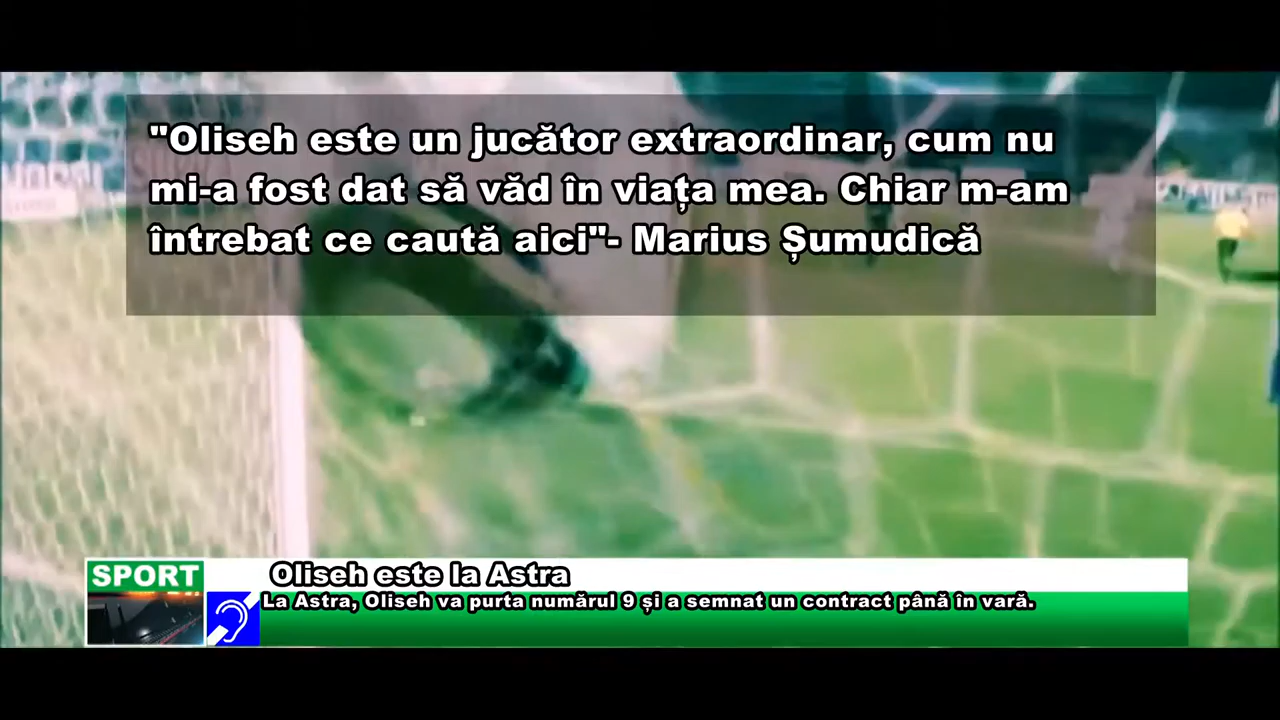 "Oliseh este un jucător extraordinar, cum nu
mi-a fost dat să văd în viața mea. Chiar m-am
întrebat ce caută aici"- Marius Șumudică
SPORT
Oliseh este la Astra
La Astra, Oliseh va purta numărul 9 și a semnat un contract până în vară.